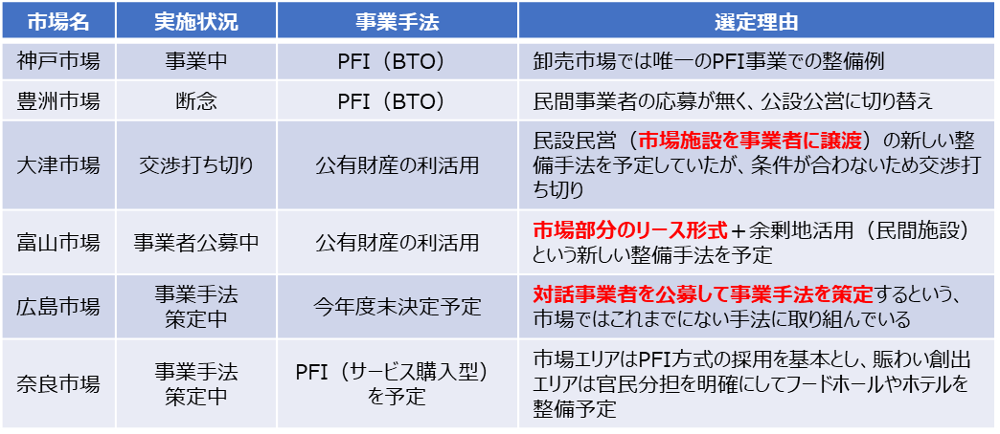 市場名 実施状況 事業手法 選定理由
神戸市場 事業中 PFI（BTO） 卸売市場では唯一のPFI事業での整備例
豊洲市場 断念 PFI（BTO） 民間事業者の応募が無く、公設公営に切り替え
大津市場 交渉打ち切り 公有財産の利活用 民設民営（市場施設を事業者に譲渡）の新しい整
備手法を予定していたが、条件が合わないため交渉打
ち切り
富山市場 事業者公募中 公有財産の利活用 市場部分のリース形式＋余剰地活用（民間施設）
という新しい整備手法を予定
広島市場 事業手法 今年度末決定予定 対話事業者を公募して事業手法を策定するという、
策定中 市場ではこれまでにない手法に取り組んでいる
奈良市場 事業手法 PFI（サービス購入型） 市場エリアはPFI方式の採用を基本とし、賑わい創出
策定中 を予定 エリアは官民分担を明確にしてフードホールやホテルを
整備予定